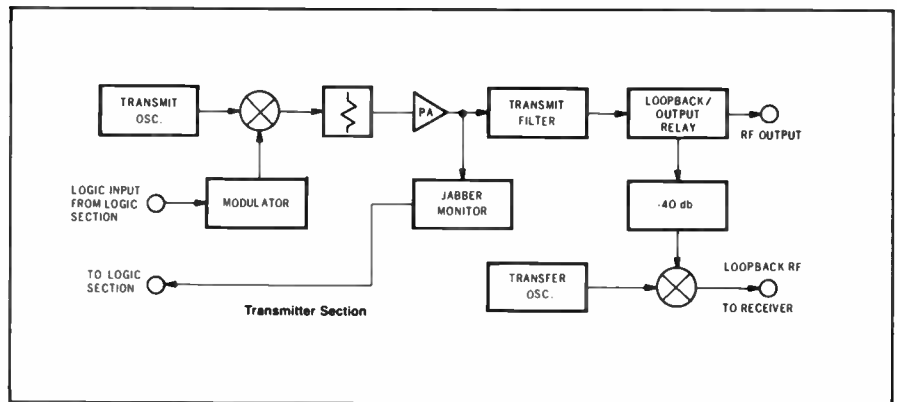 TRANSMIT
OSC.
PA
TRANSMIT
FILTER
LOOPBACK/
OUTPUT
RELAY
RF OUTPUT
LOGIC INPUT
FROM LOGIC
SECTION
MODULATOR
JABBER
MONITOR
-40 db
TO LOGIC
SECTION
TRANSFER
OSC.
LOOPBACK RF
TO RECEIVER
Transmitter Section